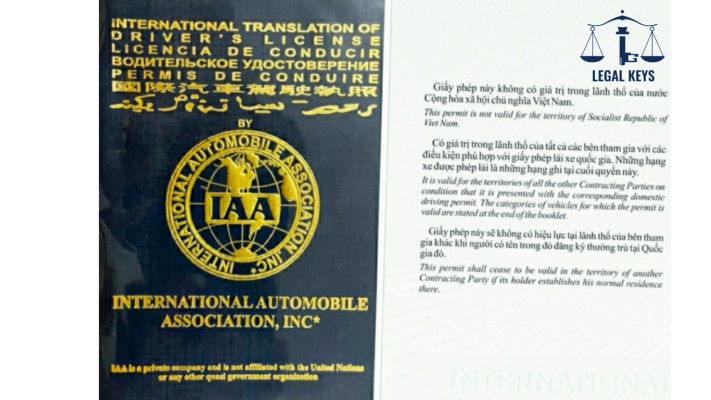 INTERNATIONAL TRANSLATION OF
DRIVER'S LICENSE
LICENCIA DE CONDUCIR
ВОДИТЕЛЬСКОЕ УДОСТОВЕРЕНИЕ
PERMIS DE CONDUIRE
國際汽車駕駛執照
BY
INTERNATIONAL AUTOMOBILE ASSOCIATION, INC*
IAA
INTERNATIONAL AUTOMOBILE
ASSOCIATION, INC*
IAA is a private company and is not affiliated with the United Nations
or any other quasi government organization
LEGAL KEYS
Giấy phép này không có giá trị trong lãnh thổ của nước
Cộng hòa xã hội chủ nghĩa Việt Nam.
This permit is not valid for the territory of Socialist Republic of
Viet Nam.
Có giá trị trong lãnh thổ của tất cả các bên tham gia với các
điều kiện phù hợp với giấy phép lái xe quốc gia. Những hạng
xe được phép lái là những hạng ghi tại cuối quyển này.
It is valid for the territories of all the other Contracting Parties on
condition that it is presented with the corresponding domestic
driving permit. The categories of vehicles for which the permit is
valid are stated at the end of the booklet.
Giấy phép này sẽ không có hiệu lực tại lãnh thổ của bên tham
gia khác khi người có tên trong đó đăng ký thường trú tại Quốc
gia đó.
This permit shall cease to be valid in the territory of another
Contracting Party if its holder establishes his normal residence
there.